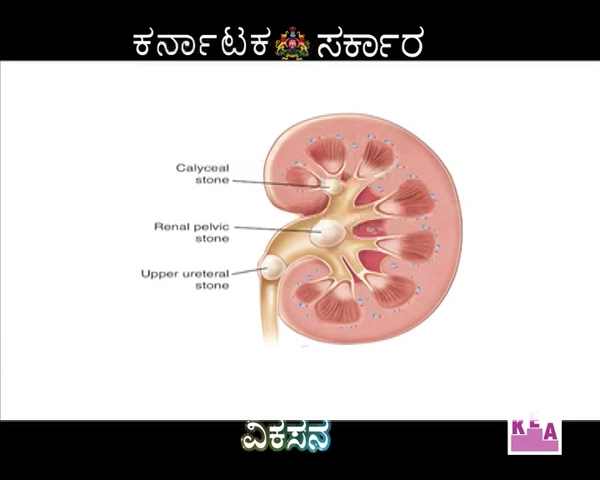 ಕರ್ನಾಟಕ ಸರ್ಕಾರ
Calyceal
stone
Renal pelvic
stone
Upper ureteral
stone
ವಿಕಸನ
KEA